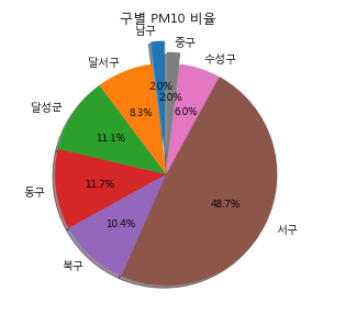 구별 PM10 비율
남구
중구
수성구
달서구
2.0%
2.0%
6.0%
8.3%
달성군
11.1%
동구
11.7%
48.7%
10.4%
서구
북구